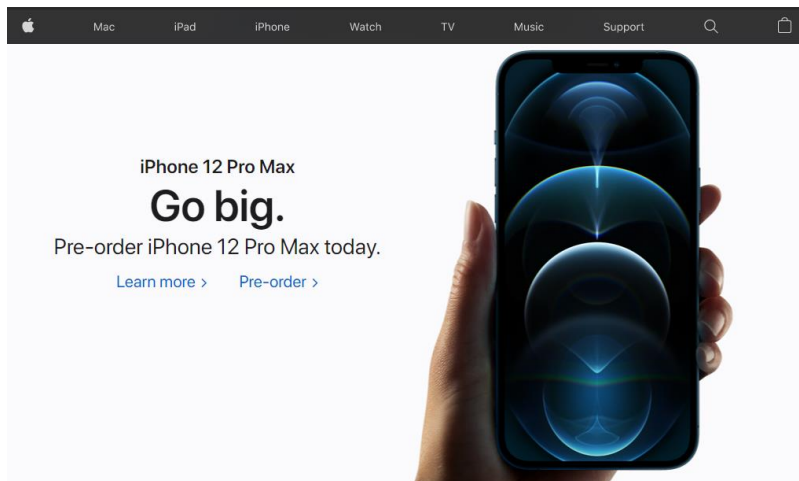 Mac iPad iPhone Watch TV Music Support
iPhone 12 Pro Max
Go big.
Pre-order iPhone 12 Pro Max today.
Learn more > Pre-order >